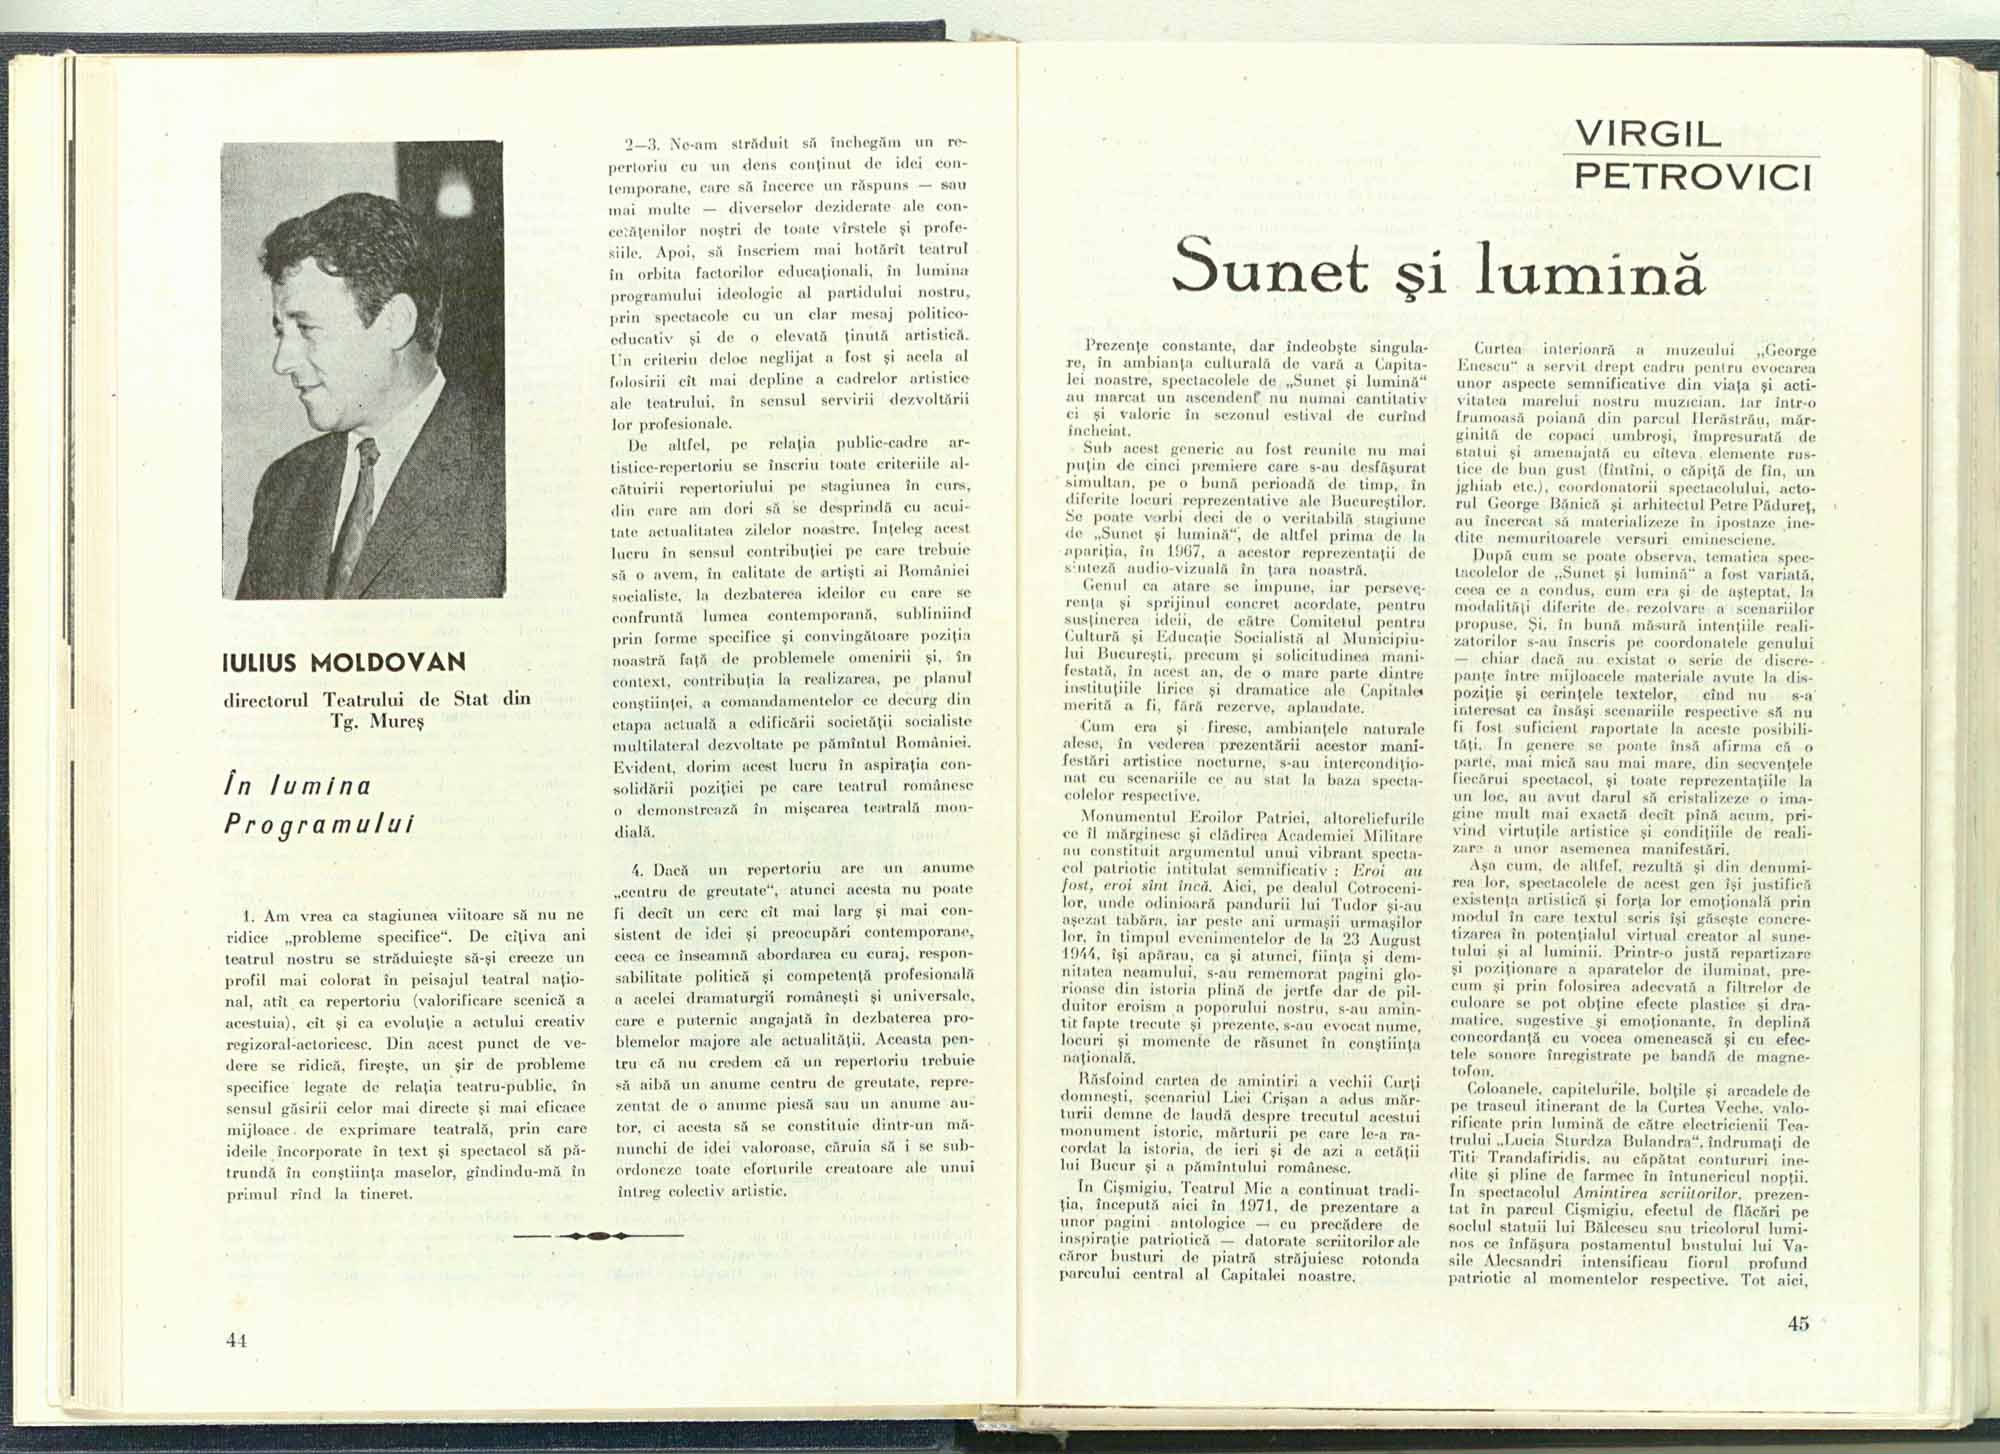 IULIUS MOLDOVAN
directorul Teatrului de Stat din
Tg. Mureş
În lumina
Programului
1. Am vrea ca stagiunea viitoare să nu ne
ridice „probleme specifice“. De cîţiva ani
teatrul nostru se străduieşte să-şi creeze un
profil mai colorat în peisajul teatral naţio-
nal, atît ca repertoriu (valorificare scenică a
acestuia), cît şi ca evoluţie a actului creativ
regizoral-actoricesc. Din acest punct de ve-
dere se ridică, fireşte, un şir de probleme
specifice legate de relaţia teatru-public, în
sensul găsirii celor mai directe şi mai eficace
mijloace de exprimare teatrală, prin care
ideile încorporate în text şi spectacol să pă-
trundă în conştiinţa maselor, gîndindu-mă în
primul rînd la tineret.
2—3. Ne-am străduit să închegăm un re-
pertoriu cu un dens conţinut de idei con-
temporane, care să încerce un răspuns — sau
mai multe — diverselor deziderate ale con-
cetăţenilor noştri de toate vîrstele şi profe-
siile. Apoi, să înscriem mai hotărît teatrul
în orbita factorilor educaţionali, în lumina
programului ideologic al partidului nostru,
prin spectacole cu un clar mesaj politico-
educativ şi de o elevată ţinută artistică.
Un criteriu deloc neglijat a fost şi acela al
folosirii cît mai depline a cadrelor artistice
ale teatrului, în sensul servirii dezvoltării
lor profesionale.
De altfel, pe relaţia public-cadre ar-
tistice-repertoriu se înscriu toate criteriile al-
cătuirii repertoriului pe stagiunea în curs,
din care am dori să se desprindă cu acui-
tate actualitatea zilelor noastre. Înţeleg acest
lucru în sensul contribuţiei pe care trebuie
să o avem, în calitate de artişti ai României
socialiste, la dezbaterea ideilor cu care se
confruntă lumea contemporană, subliniind
prin forme specifice şi convingătoare poziţia
noastră faţă de problemele omenirii şi, în
context, contribuţia la realizarea, pe planul
conştiinţei, a comandamentelor ce decurg din
etapa actuală a edificării societăţii socialiste
multilateral dezvoltate pe pămîntul României.
Evident, dorim acest lucru în aspiraţia con-
solidării poziţiei pe care teatrul românesc
o demonstrează în mişcarea teatrală mon-
dială.
4. Dacă un repertoriu are un anume
„centru de greutate“, atunci acesta nu poate
fi decît un cerc cît mai larg şi mai con-
sistent de idei şi preocupări contemporane,
ceea ce înseamnă abordarea cu curaj, respon-
sabilitate politică şi competenţă profesională
a acelei dramaturgii româneşti şi universale,
care e puternic angajată în dezbaterea pro-
blemelor majore ale actualităţii. Aceasta pen-
tru că nu credem că un repertoriu trebuie
să aibă un anume centru de greutate, repre-
zentat de o anume piesă sau un anume au-
tor, ci acesta să se constituie dintr-un mă-
nunchi de idei valoroase, căruia să i se sub-
ordoneze toate eforturile creatoare ale unui
întreg colectiv artistic.
44
VIRGIL
PETROVICI
Sunet şi lumină
Prezenţe constante, dar îndeobşte singula-
re, în ambianţa culturală de vară a Capita-
lei noastre, spectacolele de „Sunet şi lumină“
au marcat un ascendent nu numai cantitativ
ci şi valoric în sezonul estival de curînd
încheiat.
Sub acest generic au fost reunite nu mai
puţin de cinci premiere care s-au desfăşurat
simultan, pe o bună perioadă de timp, în
diferite locuri reprezentative ale Bucureştilor.
Se poate vorbi deci de o veritabilă stagiune
de „Sunet şi lumină“, de altfel prima de la
apariţia, în 1967, a acestor reprezentaţii de
sinteză audio-vizuală în ţara noastră.
Genul ca atare se impune, iar perseve-
renţa şi sprijinul concret acordate, pentru
susţinerea ideii, de către Comitetul pentru
Cultură şi Educaţie Socialistă al Municipiu-
lui Bucureşti, precum şi solicitudinea mani-
festată, în acest an, de o mare parte dintre
instituţiile lirice şi dramatice ale Capitalei
merită a fi, fără rezerve, aplaudate.
Cum era şi firesc, ambianţele naturale
alese, în vederea prezentării acestor mani-
festări artistice nocturne, s-au intercondiţio-
nat cu scenariile ce au stat la baza specta-
colelor respective.
Monumentul Eroilor Patriei, altoreliefurile
ce îl mărginesc şi clădirea Academiei Militare
au constituit argumentul unui vibrant specta-
col patriotic intitulat semnificativ : Eroi au
fost, eroi sînt încă. Aici, pe dealul Cotroceni-
lor, unde odinioară pandurii lui Tudor şi-au
aşezat tabăra, iar peste ani urmaşii urmaşilor
lor, în timpul evenimentelor de la 23 August
1944, îşi apărau, ca şi atunci, fiinţa şi dem-
nitatea neamului, s-au rememorat pagini glo-
rioase din istoria plină de jertfe dar de pil-
duitor eroism a poporului nostru, s-au amin-
tit fapte trecute şi prezente, s-au evocat nume,
locuri şi momente de răsunet în conştiinţa
naţională.
Răsfoind cartea de amintiri a vechii Curţi
domneşti, scenariul Liei Crişan a adus măr-
turii demne de laudă despre trecutul acestui
monument istoric, mărturii pe care le-a ra-
cordat la istoria, de ieri şi de azi a cetăţii
lui Bucur şi a pămîntului românesc.
În Cişmigiu, Teatrul Mic a continuat tradi-
ţia, începută aici în 1971, de prezentare a
unor pagini antologice — cu precădere de
inspiraţie patriotică — datorate scriitorilor ale
căror busturi de piatră străjuiesc rotonda
parcului central al Capitalei noastre.
Curtea interioară a muzeului „George
Enescu“ a servit drept cadru pentru evocarea
unor aspecte semnificative din viaţa şi acti-
vitatea marelui nostru muzician. Iar într-o
frumoasă poiană din parcul Herăstrău, măr-
ginită de copaci umbroşi, împresurată de
statui şi amenajată cu cîteva elemente rus-
tice de bun gust (fîntîni, o căpiţă de fîn, un
jghiab etc.), coordonatorii spectacolului, acto-
rul George Bănică şi arhitectul Petre Pădureţ,
au încercat să materializeze în ipostaze ine-
dite nemuritoarele versuri eminesciene.
După cum se poate observa, tematica spec-
tacolelor de „Sunet şi lumină“ a fost variată,
ceea ce a condus, cum era şi de aşteptat, la
modalităţi diferite de rezolvare a scenariilor
propuse. Şi, în bună măsură intenţiile reali-
zatorilor s-au înscris pe coordonatele genului
— chiar dacă au existat o serie de discre-
panţe între mijloacele materiale avute la dis-
poziţie şi cerinţele textelor, cînd nu s-a
interesat ca însăşi scenariile respective să nu
fi fost suficient raportate la aceste posibili-
tăţi. În genere se poate însă afirma că o
parte, mai mică sau mai mare, din secvenţele
fiecărui spectacol, şi toate reprezentaţiile la
un loc, au avut darul să cristalizeze o ima-
gine mult mai exactă decît pînă acum, pri-
vind virtuţile artistice şi condiţiile de reali-
zare a unor asemenea manifestări.
Aşa cum, de altfel, rezultă şi din denumi-
rea lor, spectacolele de acest gen îşi justifică
existenţa artistică şi forţa lor emoţională prin
modul în care textul scris îşi găseşte concre-
tizarea în potenţialul virtual creator al sune-
tului şi al luminii. Printr-o justă repartizare
şi poziţionare a aparatelor de iluminat, pre-
cum şi prin folosirea adecvată a filtrelor de
culoare se pot obţine efecte plastice şi dra-
matice, sugestive şi emoţionante, în deplină
concordanţă cu vocea omenească şi cu efec-
tele sonore înregistrate pe bandă de magne-
tofon.
Coloanele, capitelurile, bolţile şi arcadele de
pe traseul itinerant de la Curtea Veche, valo-
rificate prin lumină de către electricienii Tea-
trului „Lucia Sturdza Bulandra“, îndrumaţi de
Titi Trandafiridis, au căpătat contururi ine-
dite şi pline de farmec în întunericul nopţii.
În spectacolul Amintirea scriitorilor, prezen-
tat în parcul Cişmigiu, efectul de flăcări pe
soclul statuii lui Bălcescu sau tricolorul lumi-
nos ce înfăşura postamentul bustului lui Va-
sile Alecsandri intensificau fiorul profund
patriotic al momentelor respective. Tot aici,
45